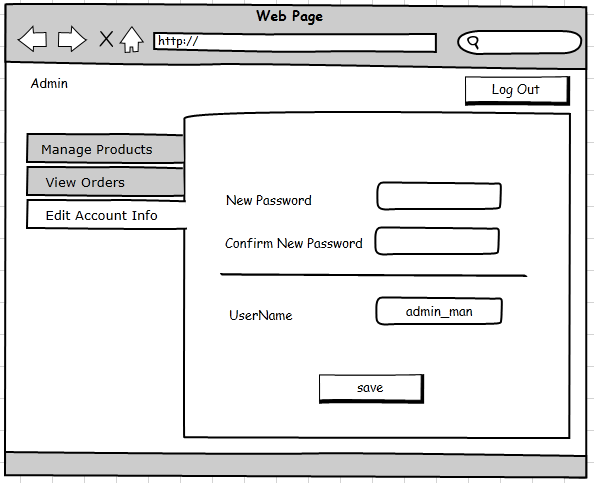 Web Page
http://
Admin
Log Out
Manage Products
View Orders
Edit Account Info
New Password
Confirm New Password
UserName
admin_man
save